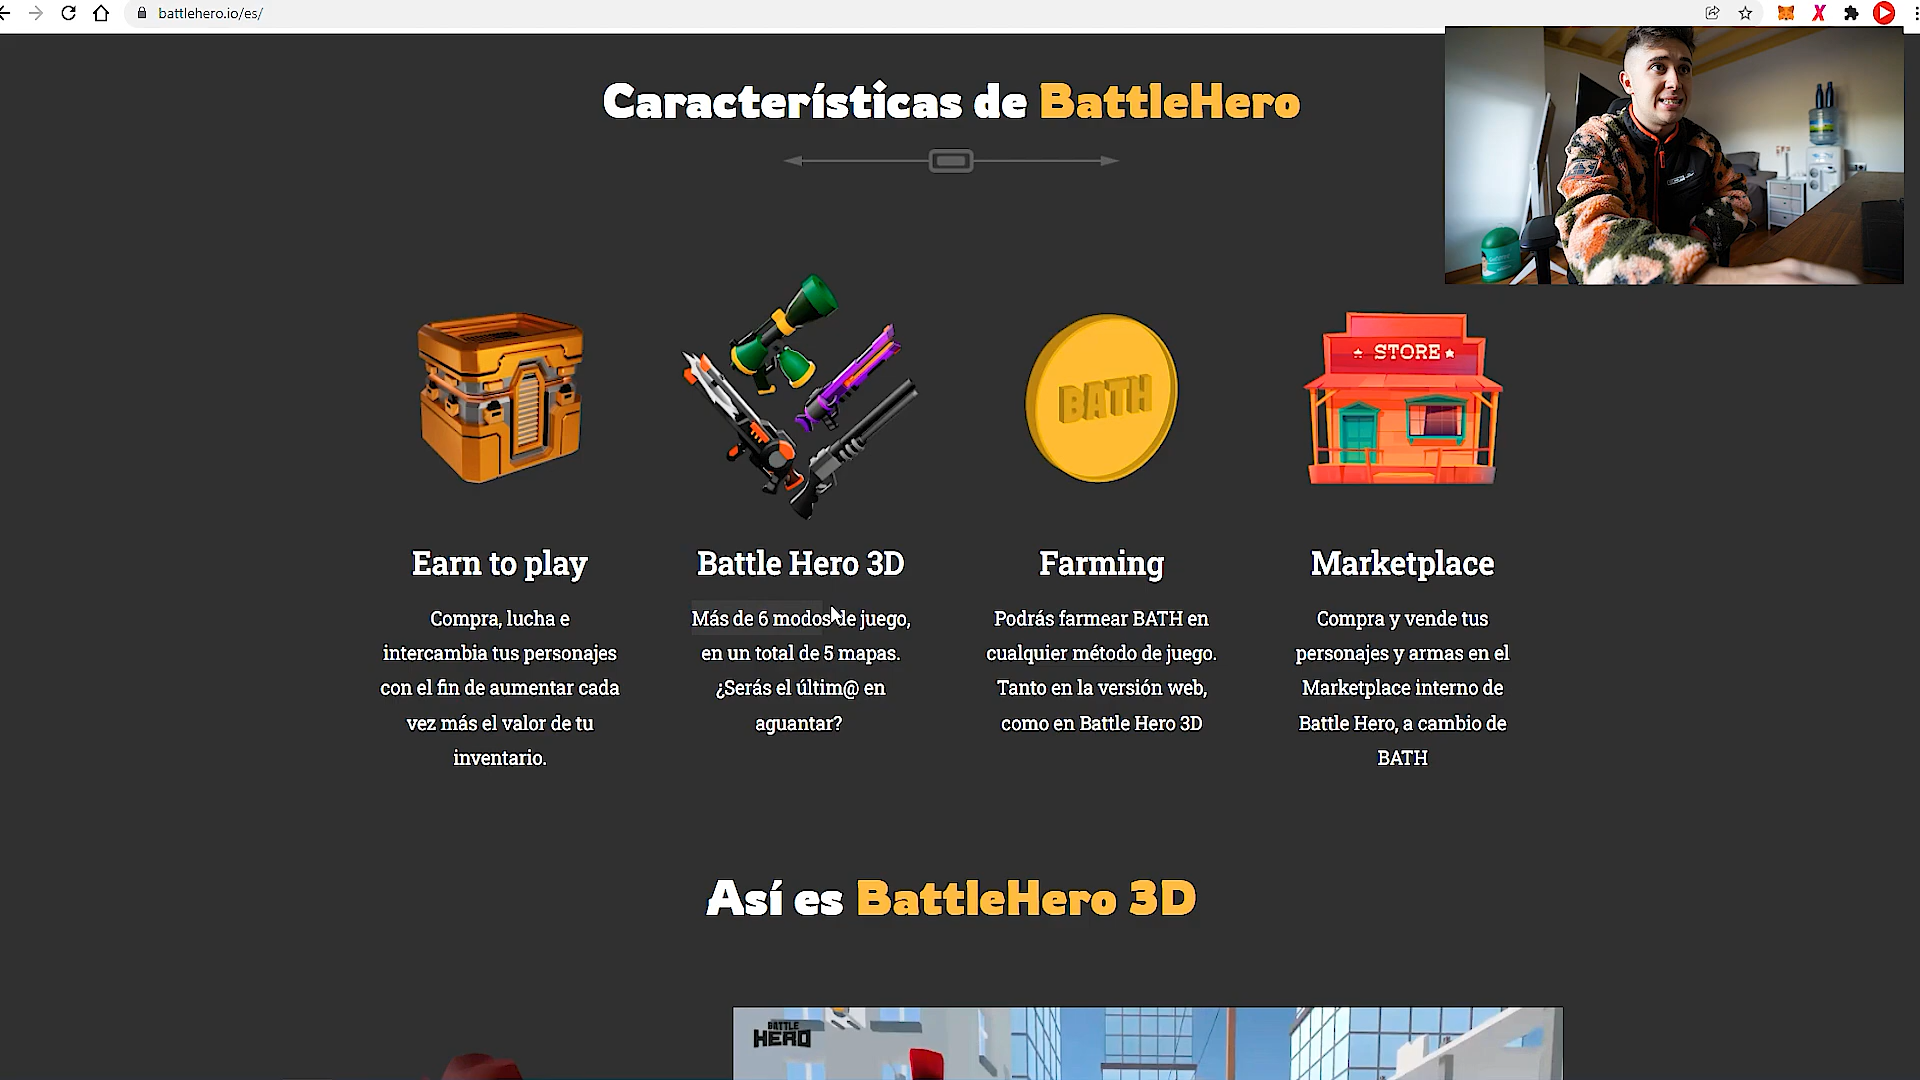 battlehero.io/es/
Características de BattleHero
STORE
BATH
Earn to play
Compra, lucha e
intercambia tus personajes
con el fin de aumentar cada
vez más el valor de tu
inventario.
Battle Hero 3D
Más de 6 modos de juego,
en un total de 5 mapas.
¿Serás el últim@ en
aguantar?
Farming
Podrás farmear BATH en
cualquier método de juego.
Tanto en la versión web,
como en Battle Hero 3D
Marketplace
Compra y vende tus
personajes y armas en el
Marketplace interno de
Battle Hero, a cambio de
BATH
Así es BattleHero 3D
BATTLE
HERO